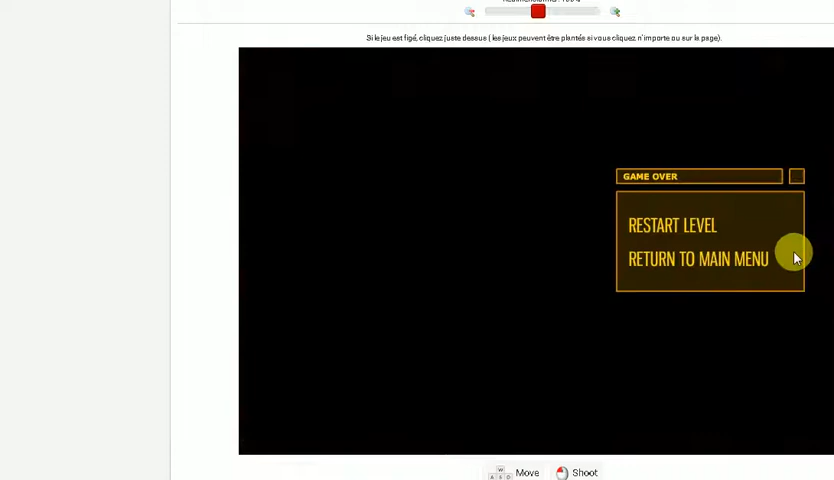 Si le jeu est figé, cliquez juste dessus ( les jeux peuvent être plantés si vous cliquez n'importe au sur la page).
GAME OVER
RESTART LEVEL
RETURN TO MAIN MENU
W
A S D
Move
Shoot